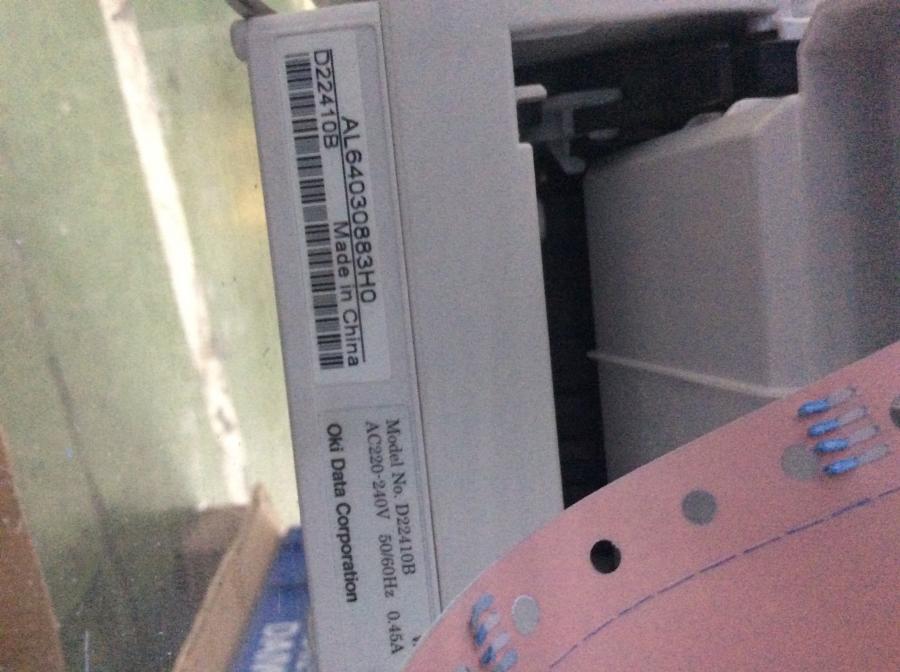 D22410B
AL64030883H0
Made in China
Model No. D22410B
AC220-240V 50/60Hz 0.45A
Oki Data Corporation